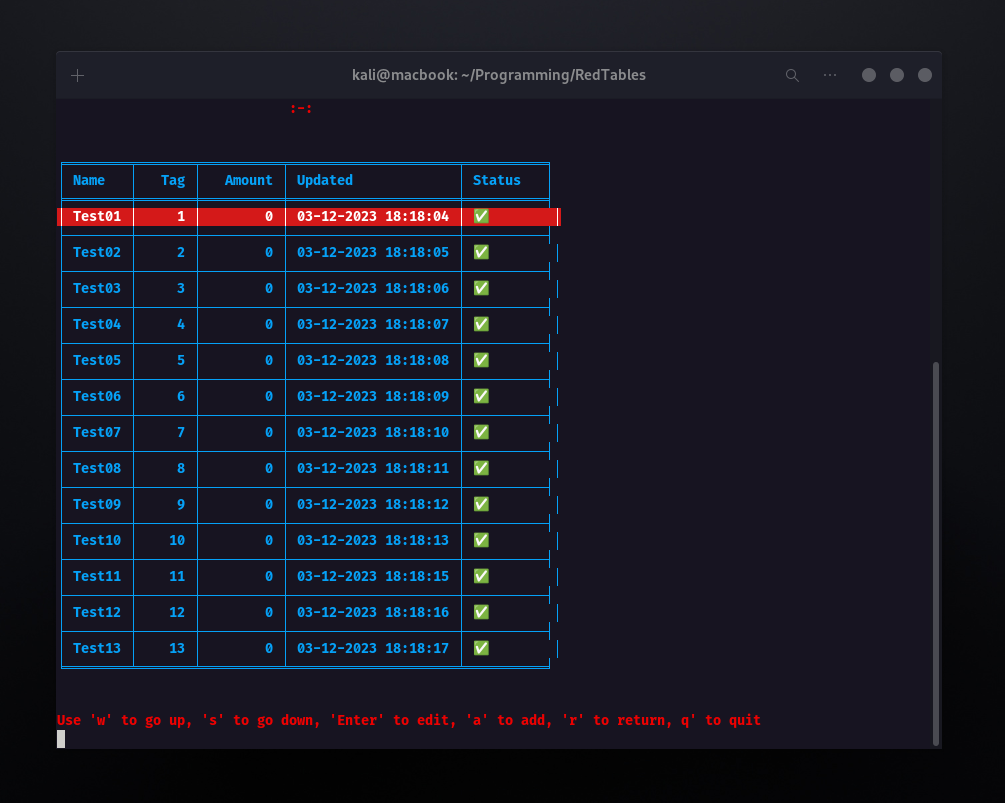 kali@macbook: ~/Programming/RedTables
:-:
Name Tag Amount Updated Status
Test01 1 0 03-12-2023 18:18:04 ✅
Test02 2 0 03-12-2023 18:18:05 ✅
Test03 3 0 03-12-2023 18:18:06 ✅
Test04 4 0 03-12-2023 18:18:07 ✅
Test05 5 0 03-12-2023 18:18:08 ✅
Test06 6 0 03-12-2023 18:18:09 ✅
Test07 7 0 03-12-2023 18:18:10 ✅
Test08 8 0 03-12-2023 18:18:11 ✅
Test09 9 0 03-12-2023 18:18:12 ✅
Test10 10 0 03-12-2023 18:18:13 ✅
Test11 11 0 03-12-2023 18:18:15 ✅
Test12 12 0 03-12-2023 18:18:16 ✅
Test13 13 0 03-12-2023 18:18:17 ✅
Use 'w' to go up, 's' to go down, 'Enter' to edit, 'a' to add, 'r' to return, q' to quit